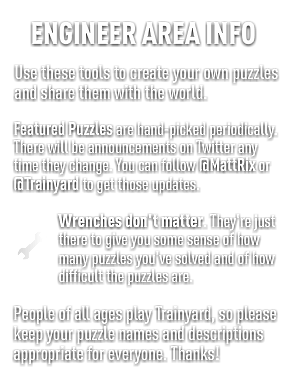 ENGINEER AREA INFO
Use these tools to create your own puzzles
and share them with the world.
Featured Puzzles are hand-picked periodically.
There will be announcements on Twitter any
time they change. You can follow @MattRix or
@Trainyard to get those updates.
Wrenches don't matter. They're just
there to give you some sense of how
many puzzles you've solved and of how
difficult the puzzles are.
People of all ages play Trainyard, so please
keep your puzzle names and descriptions
appropriate for everyone. Thanks!